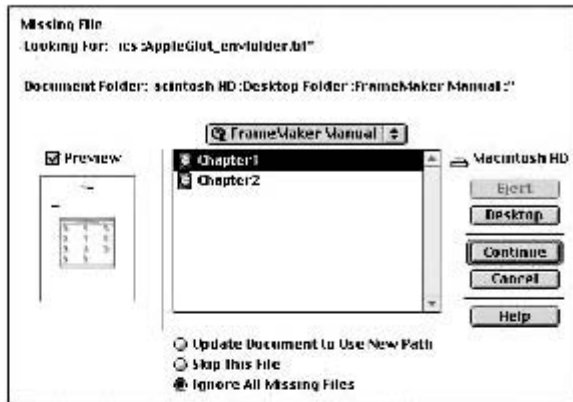 Missing File
Looking For: ics :AppleGlot_envfolder.bf"
Document Folder: acintosh HD :Desktop Folder :FrameMaker Manual :"
FrameMaker Manual
Preview
Chapter1
Macintosh HD
Chapter2
Eject
Desktop
Continue
Cancel
Help
Update Document to Use New Path
Skip This File
Ignore All Missing Files